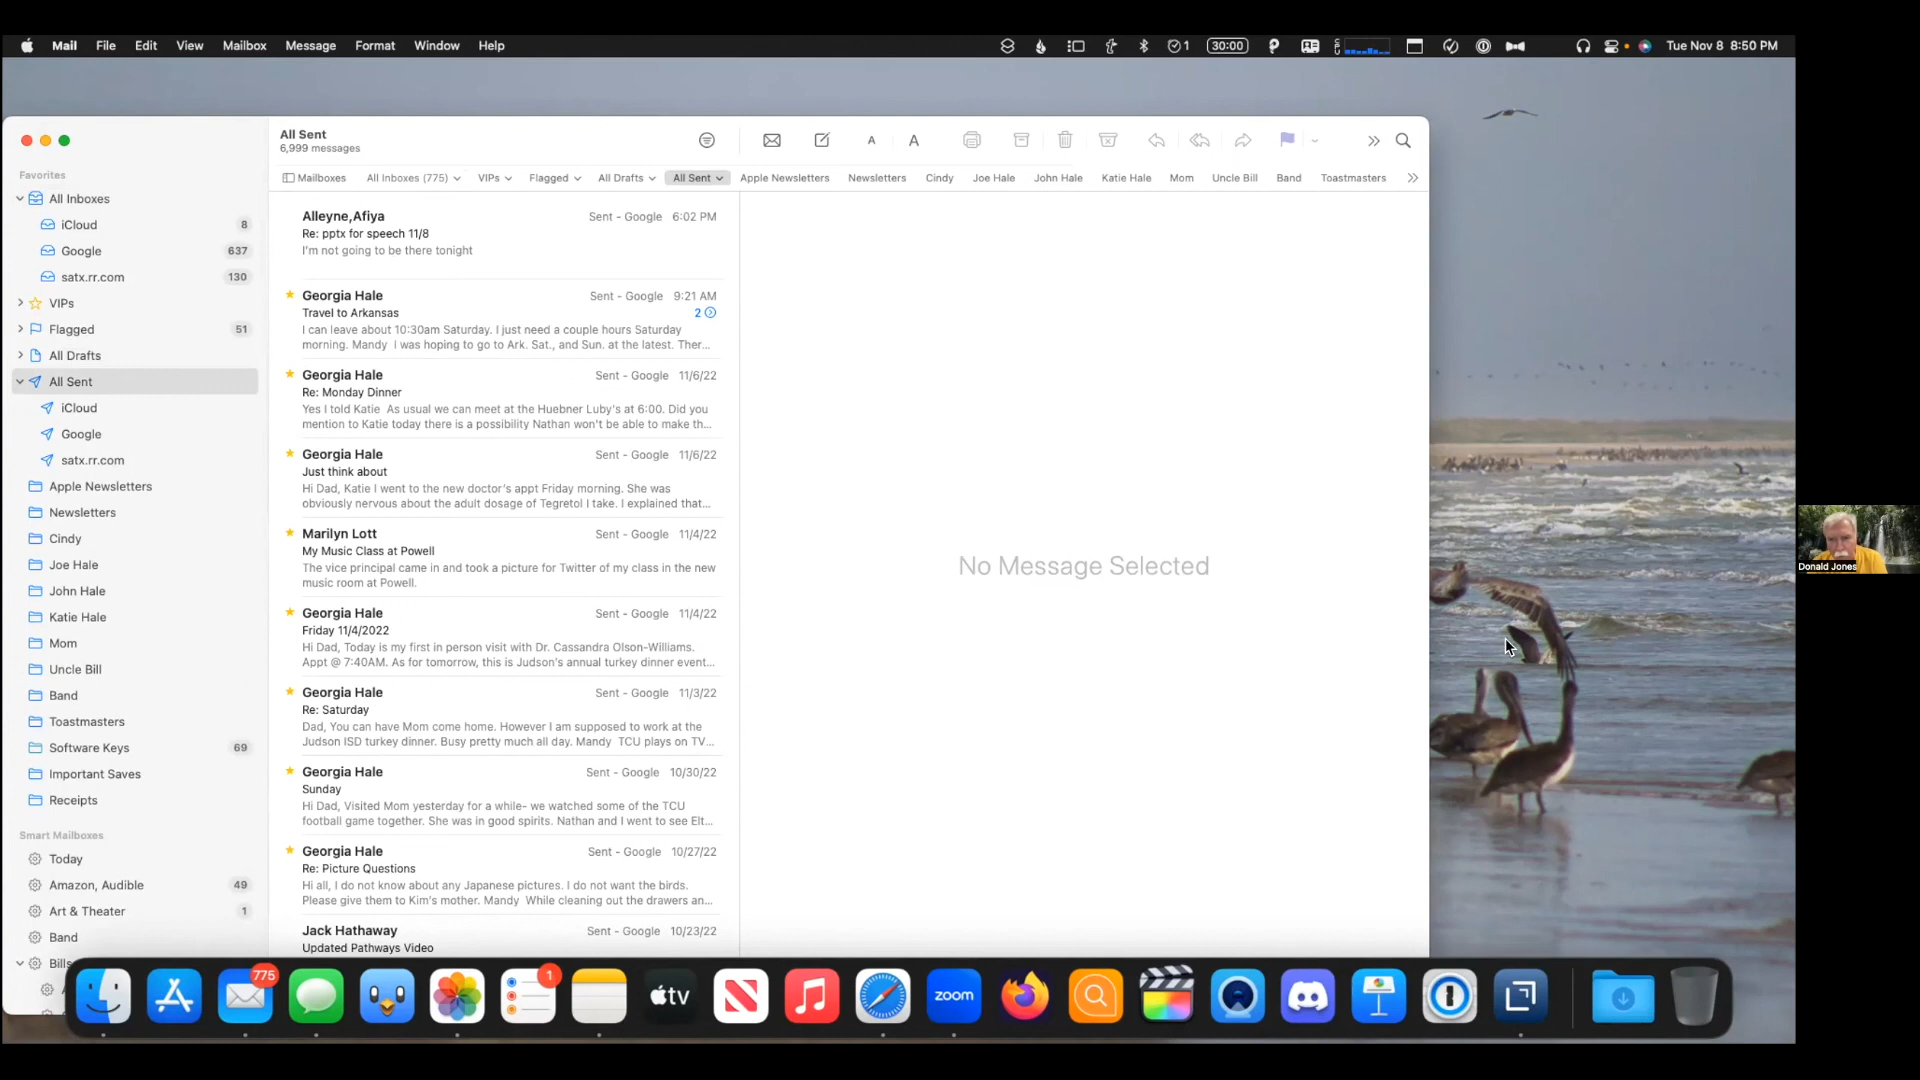 Mail File Edit View Mailbox Message Format Window Help
1 30:00 Tue Nov 8 8:50 PM
All Sent
6,999 messages
Mailboxes All Inboxes (775) VIPs Flagged All Drafts All Sent Apple Newsletters Newsletters Cindy Joe Hale John Hale Katie Hale Mom Uncle Bill Band Toastmasters
Favorites
All Inboxes
iCloud 8
Google 637
satx.rr.com 130
VIPs
Flagged 51
All Drafts
All Sent
iCloud
Google
satx.rr.com
Apple Newsletters
Newsletters
Cindy
Joe Hale
John Hale
Katie Hale
Mom
Uncle Bill
Band
Toastmasters
Software Keys 69
Important Saves
Receipts
Smart Mailboxes
Today
Amazon, Audible 49
Art & Theater 1
Band
Bills
Alleyne,Afiya Sent - Google 6:02 PM
Re: pptx for speech 11/8
I'm not going to be there tonight
Georgia Hale Sent - Google 9:21 AM
Travel to Arkansas 2
I can leave about 10:30am Saturday. I just need a couple hours Saturday
morning. Mandy I was hoping to go to Ark. Sat., and Sun. at the latest. Ther...
Georgia Hale Sent - Google 11/6/22
Re: Monday Dinner
Yes I told Katie As usual we can meet at the Huebner Luby's at 6:00. Did you
mention to Katie today there is a possibility Nathan won't be able to make th...
Georgia Hale Sent - Google 11/6/22
Just think about
Hi Dad, Katie I went to the new doctor's appt Friday morning. She was
obviously nervous about the adult dosage of Tegretol I take. I explained that...
Marilyn Lott Sent - Google 11/4/22
My Music Class at Powell
The vice principal came in and took a picture for Twitter of my class in the new
music room at Powell.
Georgia Hale Sent - Google 11/4/22
Friday 11/4/2022
Hi Dad, Today is my first in person visit with Dr. Cassandra Olson-Williams.
Appt @ 7:40AM. As for tomorrow, this is Judson's annual turkey dinner event...
Georgia Hale Sent - Google 11/3/22
Re: Saturday
Dad, You can have Mom come home. However I am supposed to work at the
Judson ISD turkey dinner. Busy pretty much all day. Mandy TCU plays on TV...
Georgia Hale Sent - Google 10/30/22
Sunday
Hi Dad, Visited Mom yesterday for a while- we watched some of the TCU
football game together. She was in good spirits. Nathan and I went to see Elt...
Georgia Hale Sent - Google 10/27/22
Re: Picture Questions
Hi all, I do not know about any Japanese pictures. I do not want the birds.
Please give them to Kim's mother. Mandy While cleaning out the drawers an...
Jack Hathaway Sent - Google 10/23/22
Updated Pathways Video
No Message Selected
Donald Jones
775
1
tv
zoom